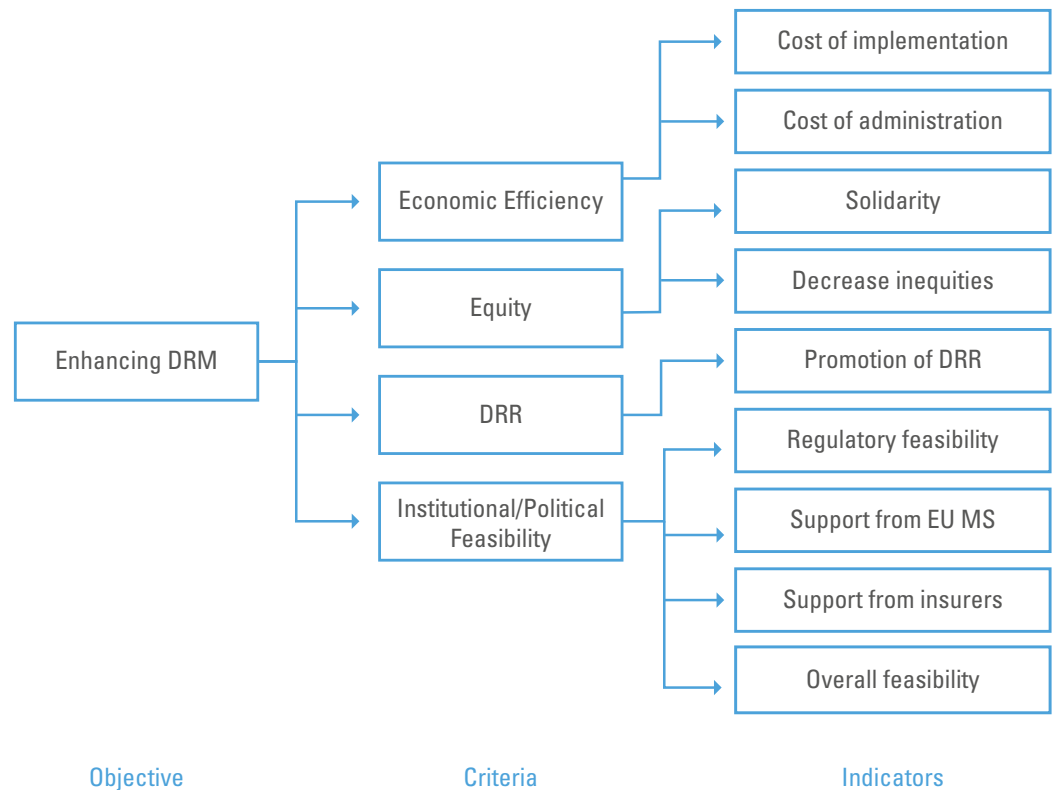 Enhancing DRM
Economic Efficiency
Equity
DRR
Institutional/Political
Feasibility
Cost of implementation
Cost of administration
Solidarity
Decrease inequities
Promotion of DRR
Regulatory feasibility
Support from EU MS
Support from insurers
Overall feasibility
Objective
Criteria
Indicators